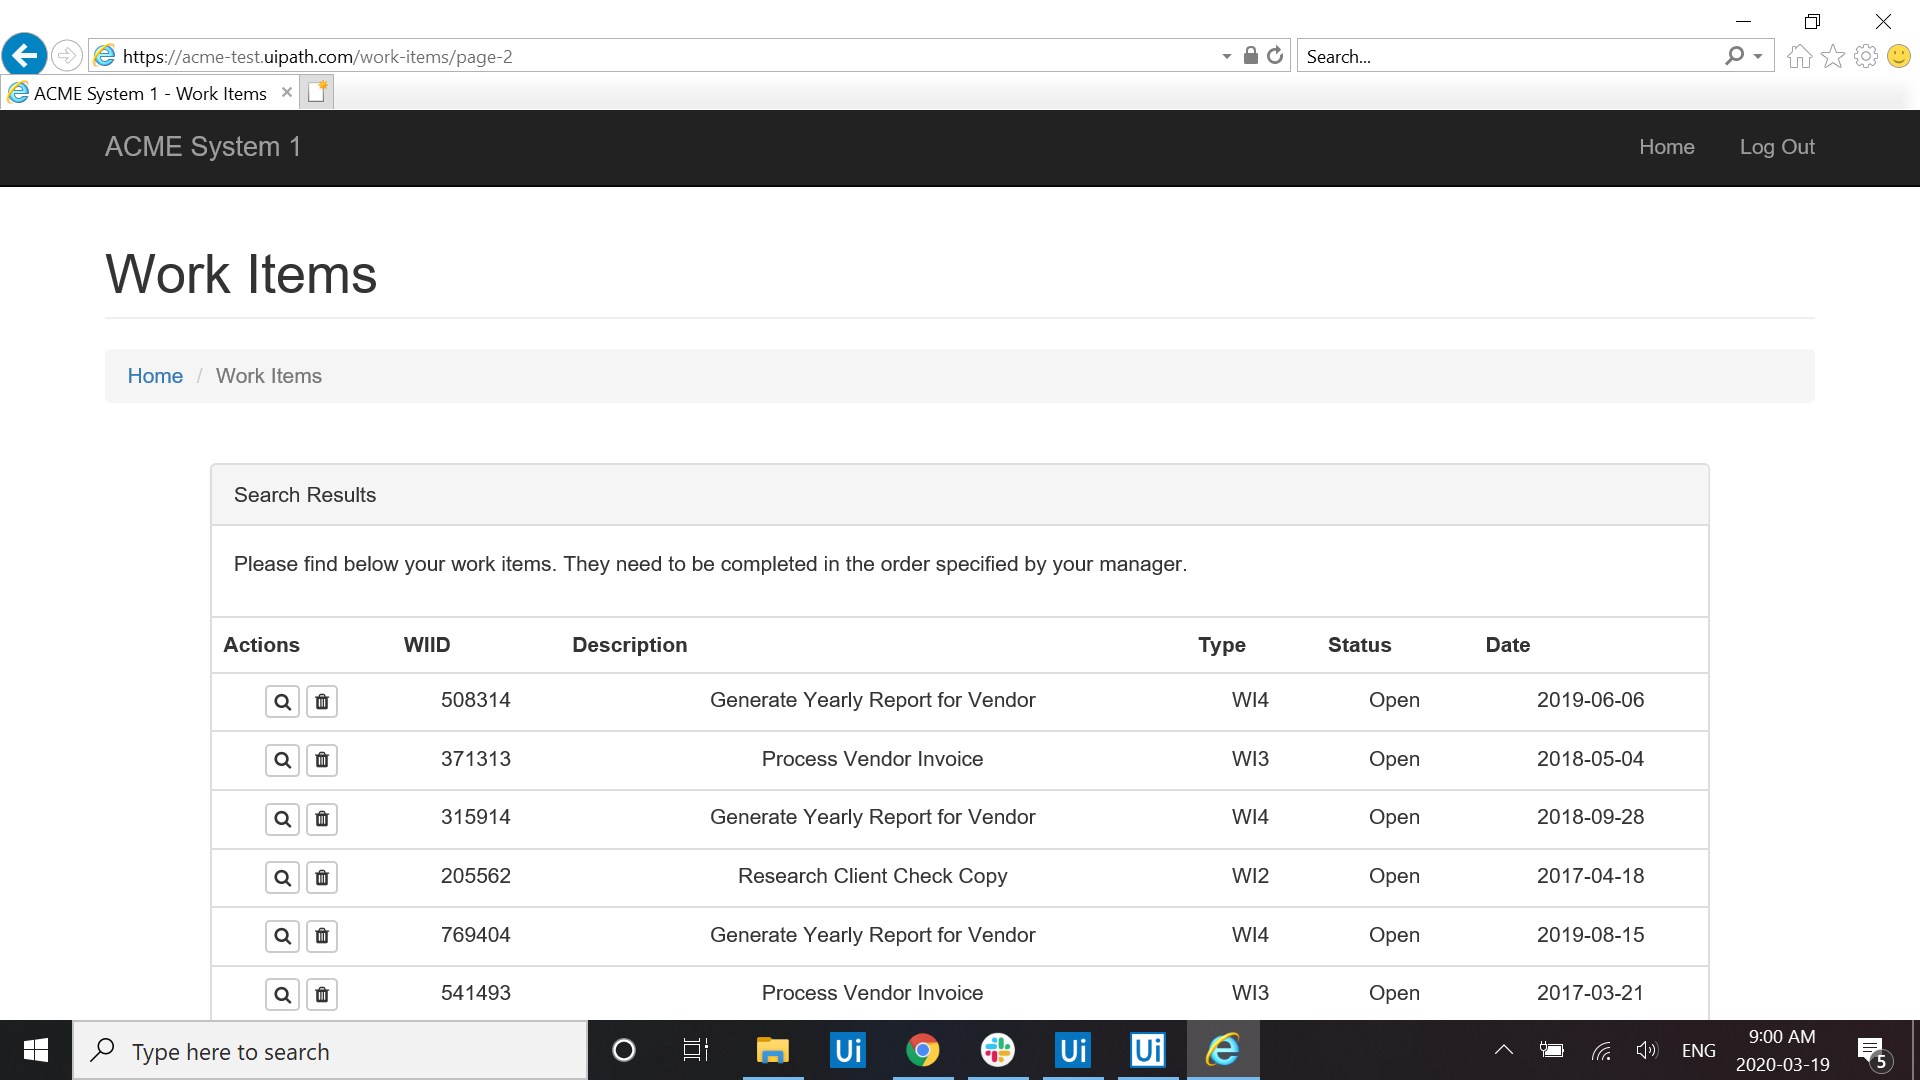 https://acme-test.uipath.com/work-items/page-2
Search...
ACME System 1 - Work Items
ACME System 1
Home
Log Out
Work Items
Home / Work Items
Search Results
Please find below your work items. They need to be completed in the order specified by your manager.
Actions WIID Description Type Status Date
508314 Generate Yearly Report for Vendor WI4 Open 2019-06-06
371313 Process Vendor Invoice WI3 Open 2018-05-04
315914 Generate Yearly Report for Vendor WI4 Open 2018-09-28
205562 Research Client Check Copy WI2 Open 2017-04-18
769404 Generate Yearly Report for Vendor WI4 Open 2019-08-15
541493 Process Vendor Invoice WI3 Open 2017-03-21
Type here to search
Ui
Ui
Ui
ENG
9:00 AM
2020-03-19
5